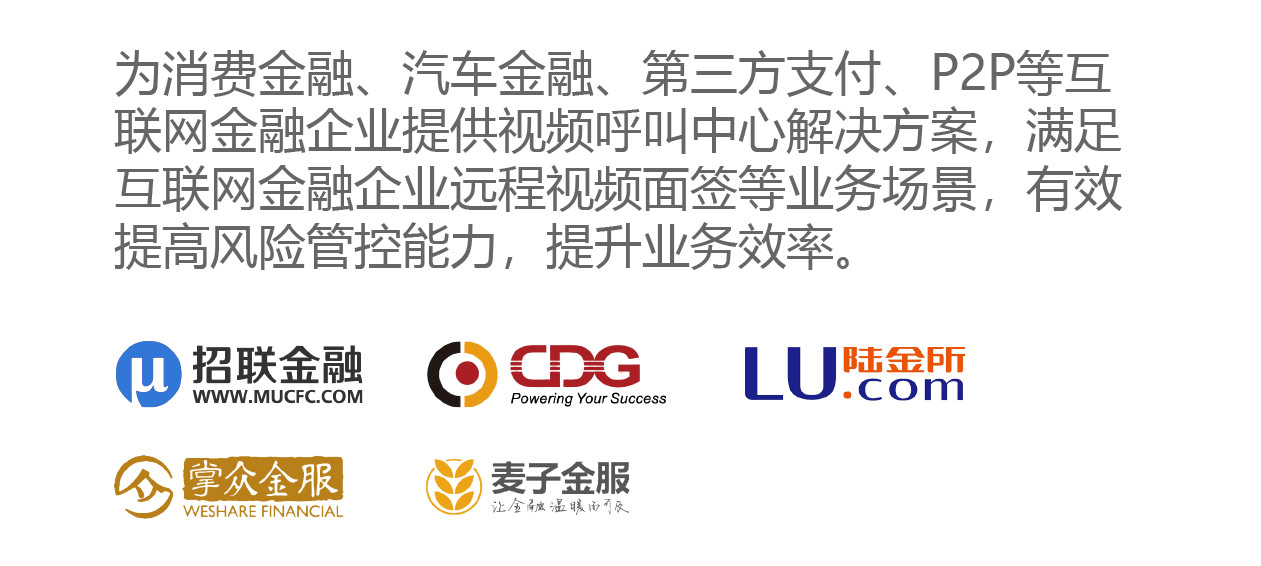 为消费金融、汽车金融、第三方支付、P2P等互
联网金融企业提供视频呼叫中心解决方案，满足
互联网金融企业远程视频面签等业务场景，有效
提高风险管控能力，提升业务效率。
μ 招联金融
WWW.MUCFC.COM
CDG
Powering Your Success
LU.com 陆金所
掌众金服
WESHARE FINANCIAL
麦子金服
让金融温暖而有度